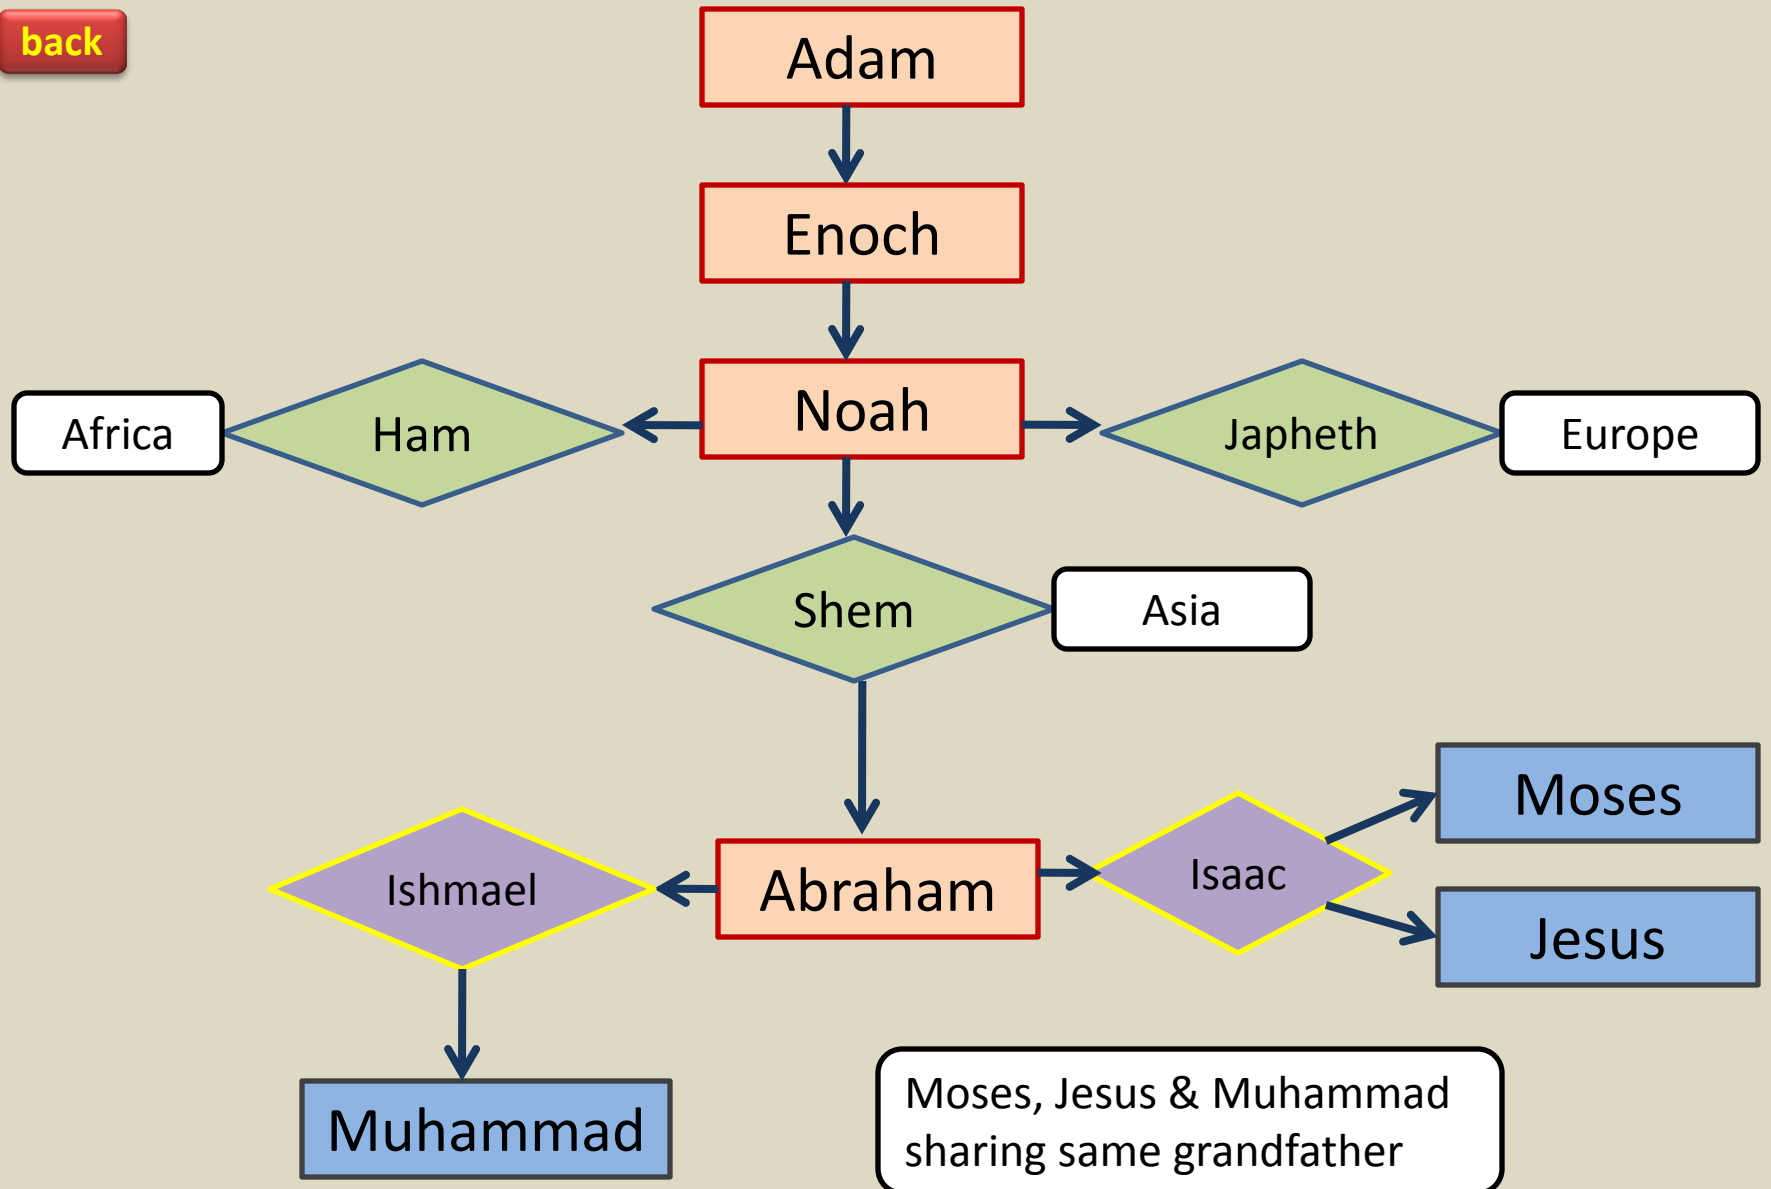 back
Adam
Enoch
Africa
Ham
Noah
Japheth
Europe
Shem
Asia
Moses
Ishmael
Abraham
Isaac
Jesus
Muhammad
Moses, Jesus & Muhammad
sharing same grandfather